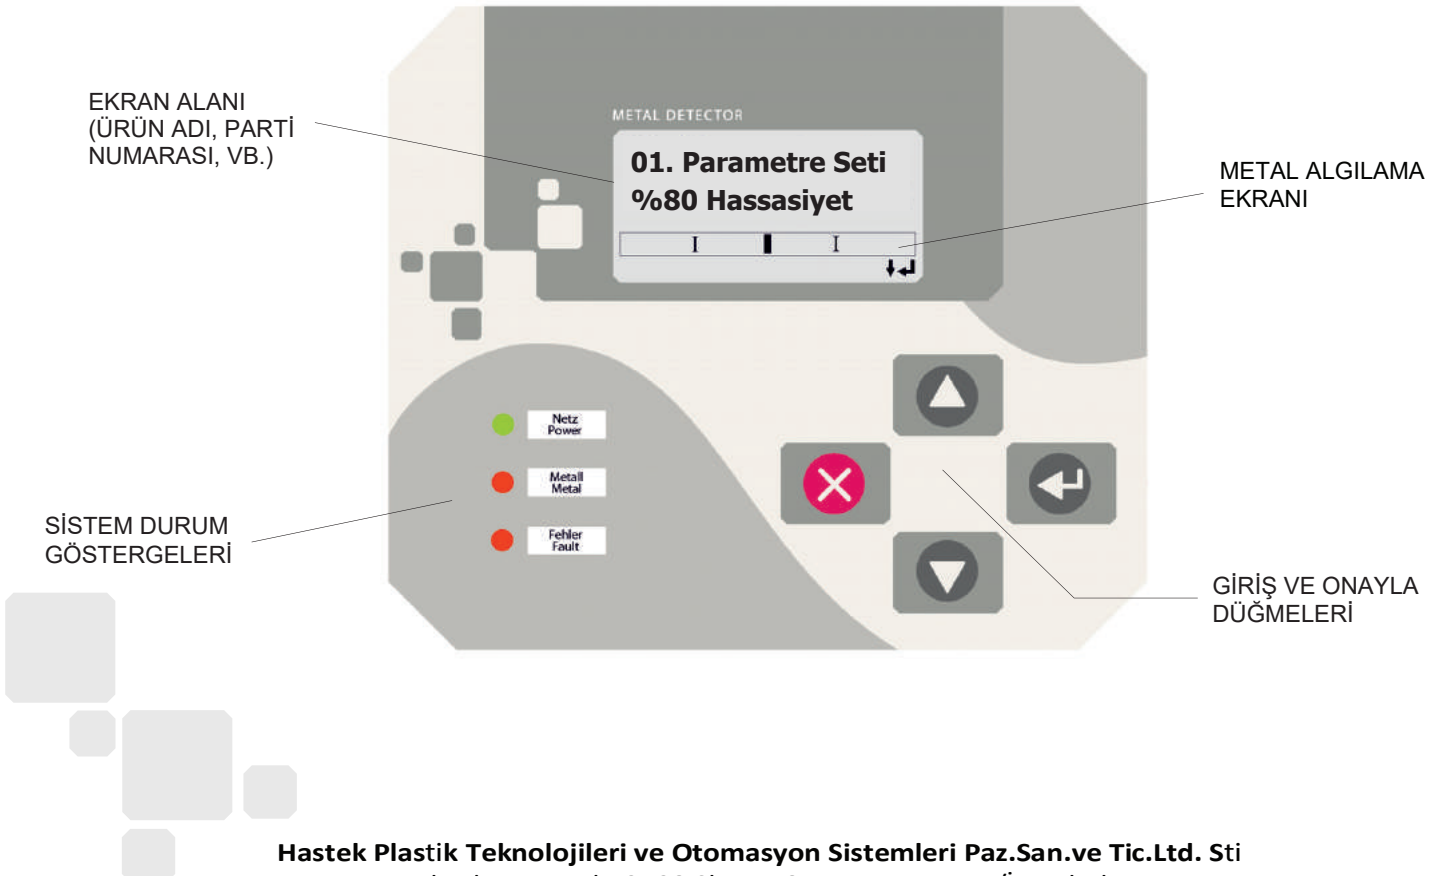 EKRAN ALANI
(ÜRÜN ADI, PARTİ
NUMARASI, VB.)
METAL DETECTOR
01. Parametre Seti
%80 Hassasiyet
METAL ALGILAMA
EKRANI
Netz
Power
Metall
Metal
Fehler
Fault
SİSTEM DURUM
GÖSTERGELERİ
GİRİŞ VE ONAYLA
DÜĞMELERİ
Hastek Plastik Teknolojileri ve Otomasyon Sistemleri Paz.San.ve Tic.Ltd. Sti